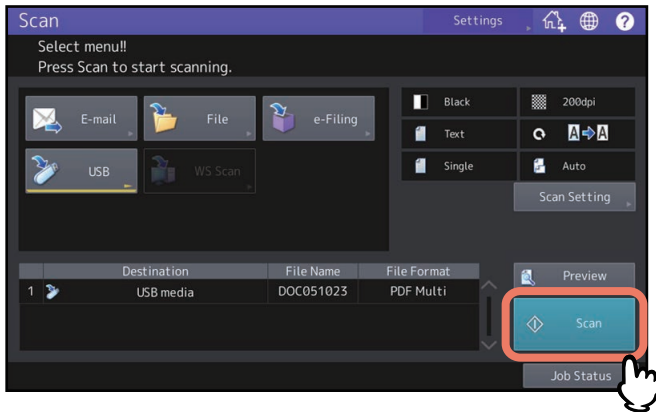 Scan
Settings
?
Select menu!!
Press Scan to start scanning.
E-mail
File
e-Filing
USB
WS Scan
Black
200dpi
Text
A A
Single
Auto
Scan Setting
Destination File Name File Format
1 USB media DOC051023 PDF Multi
Preview
Scan
Job Status